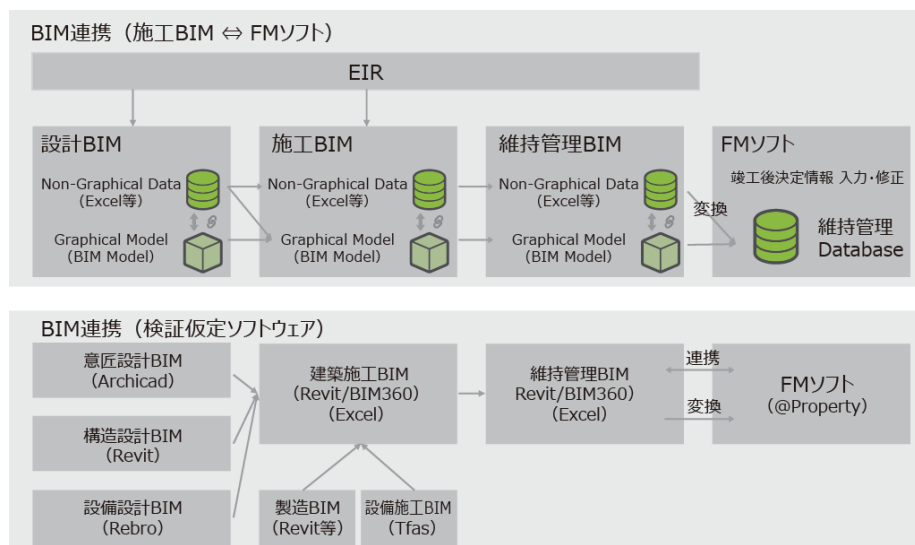 BIM連携（施工BIM ⇔ FMソフト）
EIR
設計BIM
Non-Graphical Data
(Excel等)
Graphical Model
(BIM Model)
施工BIM
Non-Graphical Data
(Excel等)
Graphical Model
(BIM Model)
維持管理BIM
Non-Graphical Data
(Excel等)
Graphical Model
(BIM Model)
変換
FMソフト
竣工後決定情報 入力・修正
維持管理
Database
BIM連携（検証仮定ソフトウェア）
意匠設計BIM
（Archicad）
構造設計BIM
（Revit）
設備設計BIM
（Rebro）
建築施工BIM
（Revit/BIM360）
（Excel）
製造BIM
（Revit等）
設備施工BIM
（Tfas）
維持管理BIM
Revit/BIM360）
（Excel）
連携
変換
FMソフト
（@Property）